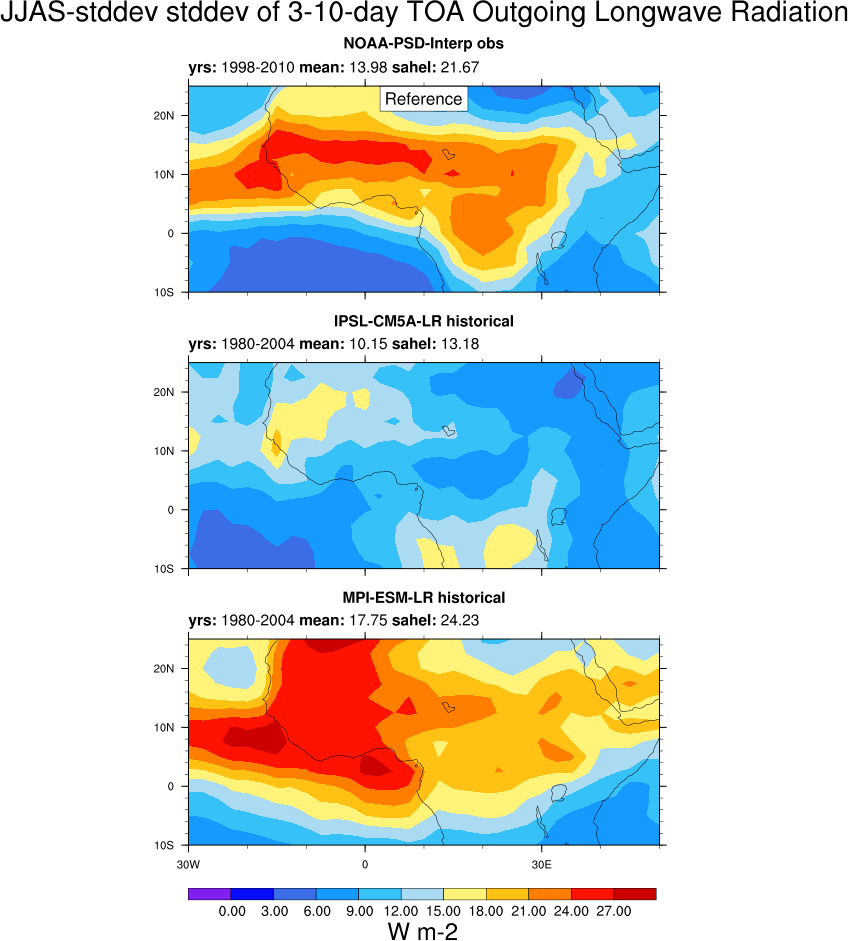 JJAS-stddev stddev of 3-10-day TOA Outgoing Longwave Radiation
NOAA-PSD-Interp obs
yrs: 1998-2010 mean: 13.98 sahel: 21.67
Reference
20N
10N
0
10S
IPSL-CM5A-LR historical
yrs: 1980-2004 mean: 10.15 sahel: 13.18
20N
10N
0
10S
MPI-ESM-LR historical
yrs: 1980-2004 mean: 17.75 sahel: 24.23
20N
10N
0
10S
30W 0 30E
0.00 3.00 6.00 9.00 12.00 15.00 18.00 21.00 24.00 27.00
W m-2